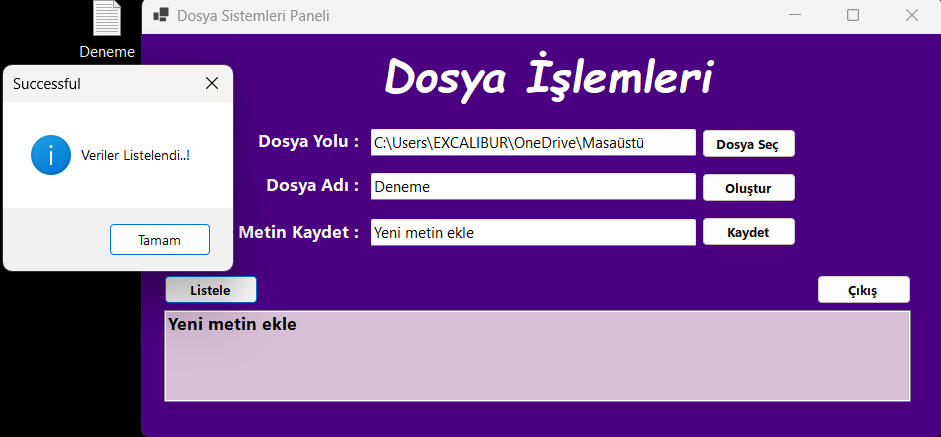 Dosya Sistemleri Paneli
Deneme
Successful
Veriler Listelendi..!
Tamam
Dosya İşlemleri
Dosya Yolu : C:\Users\EXCALIBUR\OneDrive\Masaüstü Dosya Seç
Dosya Adı : Deneme Oluştur
Metin Kaydet : Yeni metin ekle Kaydet
Listele Çıkış
Yeni metin ekle